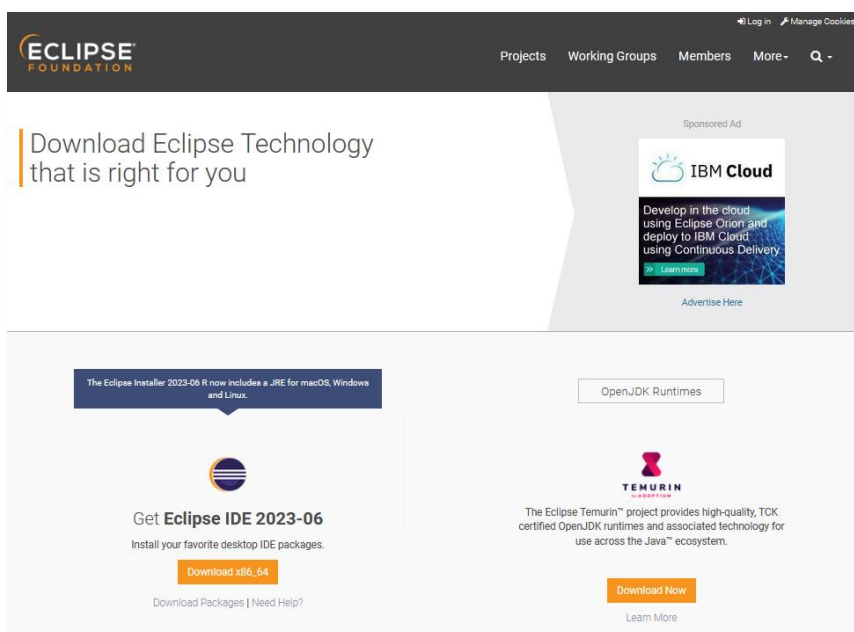 Log in Manage Cookies
ECLIPSE
FOUNDATION
Projects Working Groups Members More
Download Eclipse Technology
that is right for you
Sponsored Ad
IBM Cloud
Develop in the cloud
using Eclipse Orion and
deploy to IBM Cloud
using Continuous Delivery
Learn more
Advertise Here
The Eclipse Installer 2023-06 R now includes a JRE for macOS, Windows
and Linux.
Get Eclipse IDE 2023-06
Install your favorite desktop IDE packages.
Download x86_64
Download Packages | Need Help?
OpenJDK Runtimes
TEMURIN
by ADOPTIUM
The Eclipse Temurin™ project provides high-quality, TCK
certified OpenJDK runtimes and associated technology for
use across the Java™ ecosystem.
Download Now
Learn More